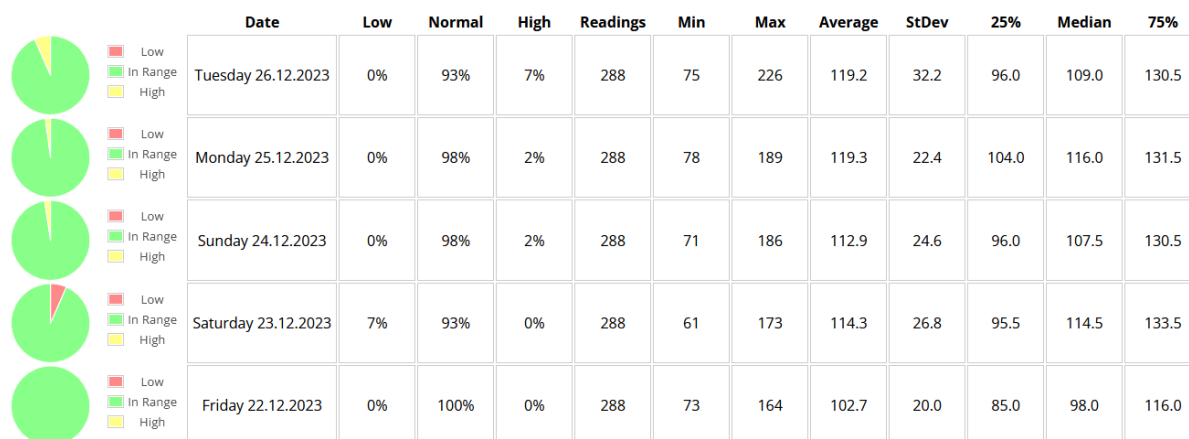 Date Low Normal High Readings Min Max Average StDev 25% Median 75%
Low
In Range
High
Tuesday 26.12.2023 0% 93% 7% 288 75 226 119.2 32.2 96.0 109.0 130.5
Low
In Range
High
Monday 25.12.2023 0% 98% 2% 288 78 189 119.3 22.4 104.0 116.0 131.5
Low
In Range
High
Sunday 24.12.2023 0% 98% 2% 288 71 186 112.9 24.6 96.0 107.5 130.5
Low
In Range
High
Saturday 23.12.2023 7% 93% 0% 288 61 173 114.3 26.8 95.5 114.5 133.5
Low
In Range
High
Friday 22.12.2023 0% 100% 0% 288 73 164 102.7 20.0 85.0 98.0 116.0